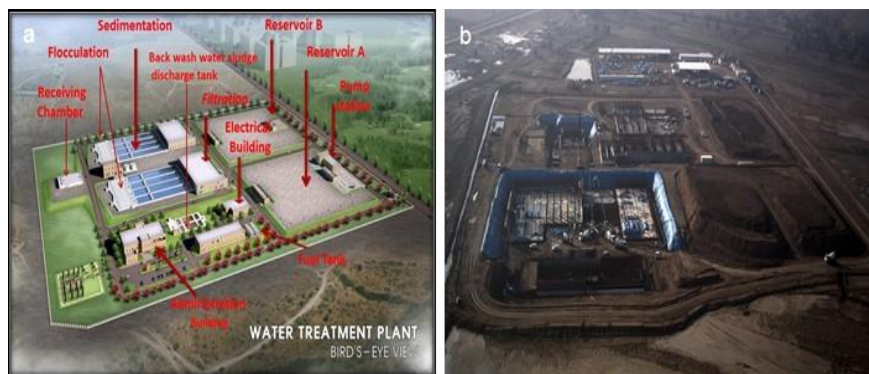 a
Sedimentation
Reservoir B
Flocculation
Back wash water sludge
discharge tank
Reservoir A
Receiving
Chamber
Filtration
Pump
station
Electrical
Building
Fuel Tank
Administration
Building
WATER TREATMENT PLANT
BIRD'S-EYE VIEW
b